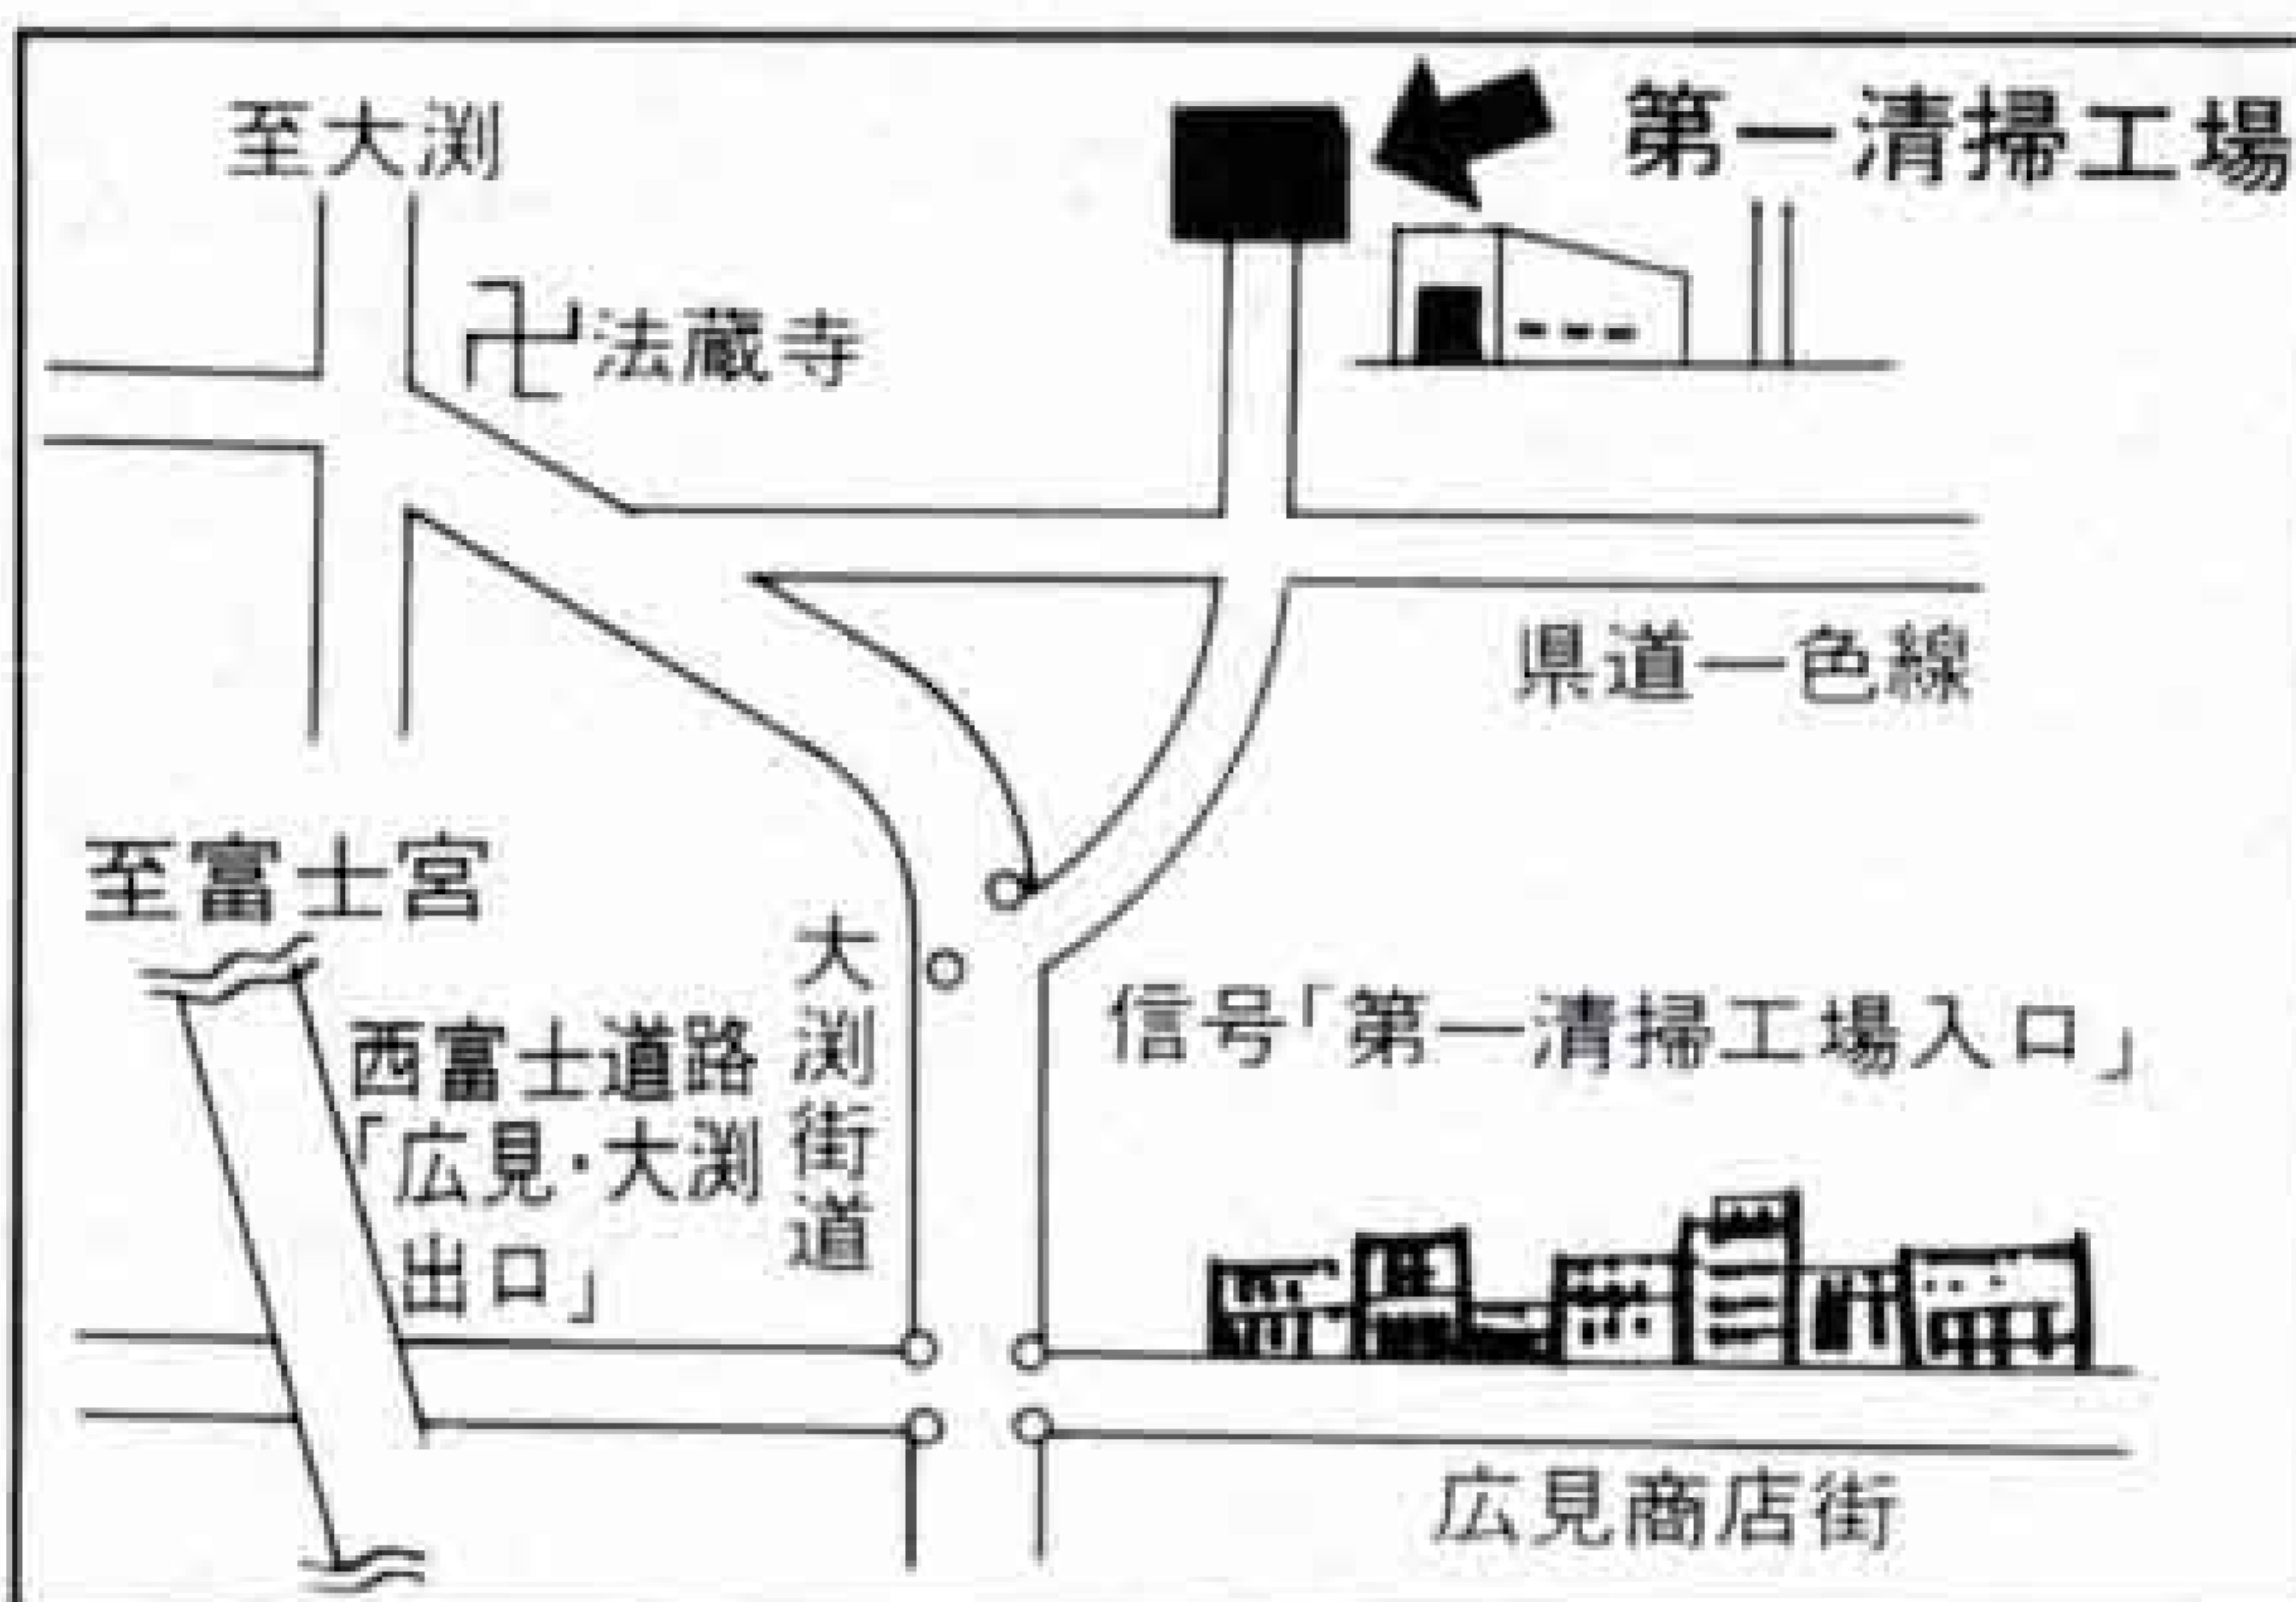 至大渕
第一清掃工場
法蔵寺
県道一色線
至富士宮
大渕街道
西富士道路
「広見・大渕
出口」
信号「第一清掃工場入口」
広見商店街